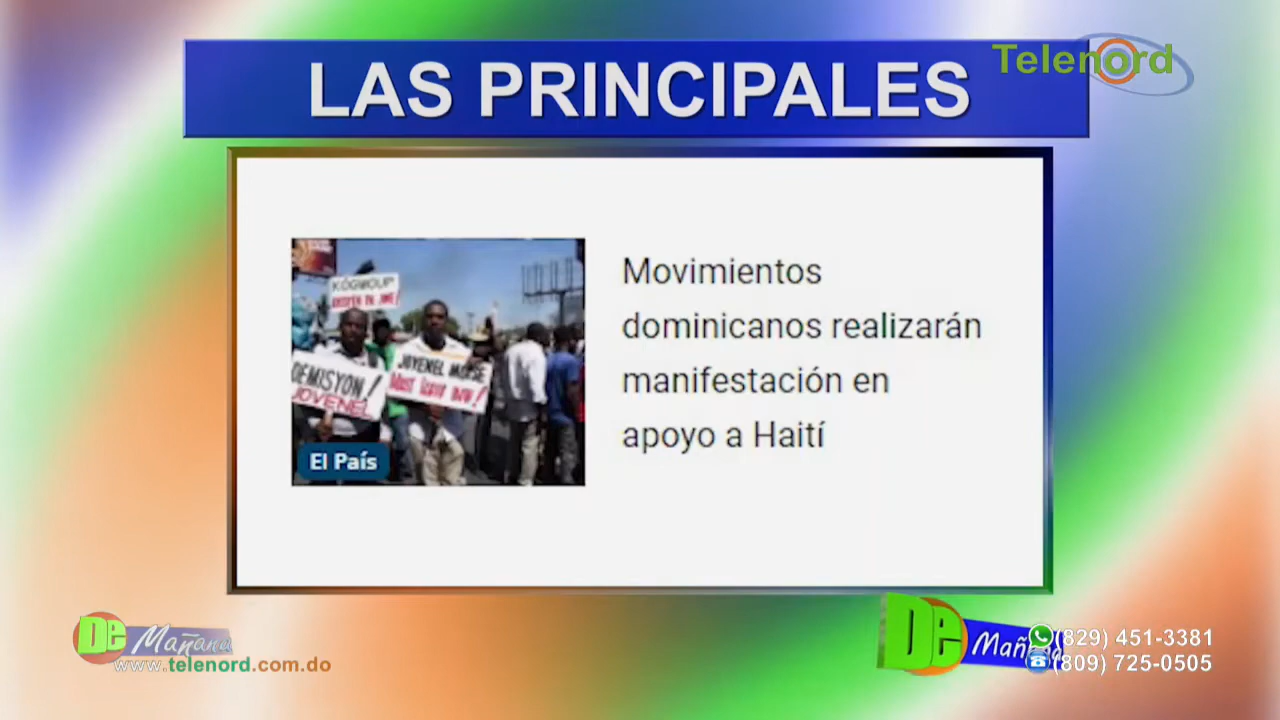 LAS PRINCIPALES
Telenord
Movimientos
dominicanos realizarán
manifestación en
apoyo a Haití
DEMISYON!
JOVENEL
JOVENEL MOISE
Must leave now!
El País
De Mañana
www.telenord.com.do
De Mañana
(829) 451-3381
(809) 725-0505